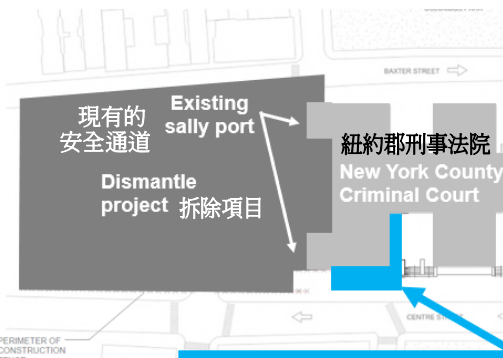 BAXTER STREET
現有的
安全通道
Existing
sally port
紐約郡刑事法院
New York County
Criminal Court
Dismantle
project 拆除項目
CENTRE
PERIMETER OF
CONSTRUCTION